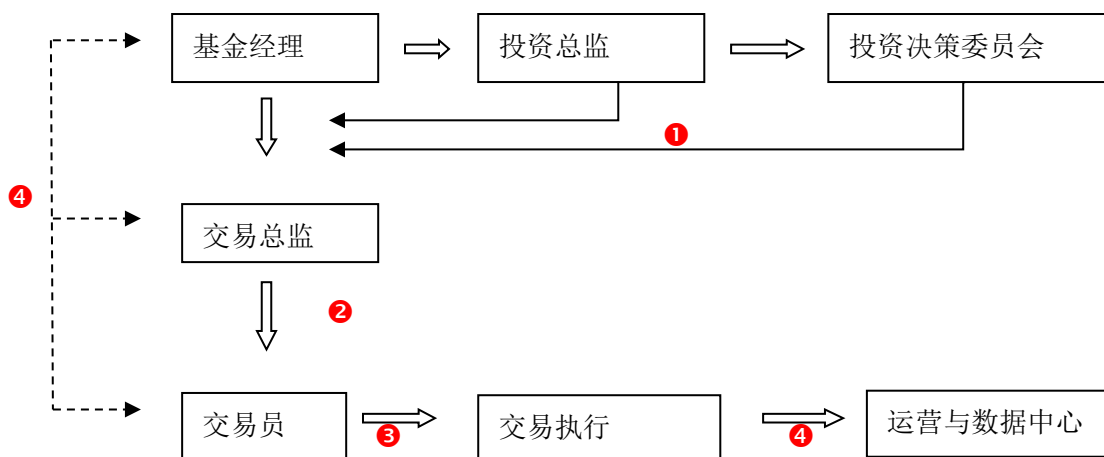 基金经理
投资总监
投资决策委员会
❶
❹
交易总监
❷
交易员
❸
交易执行
❹
运营与数据中心